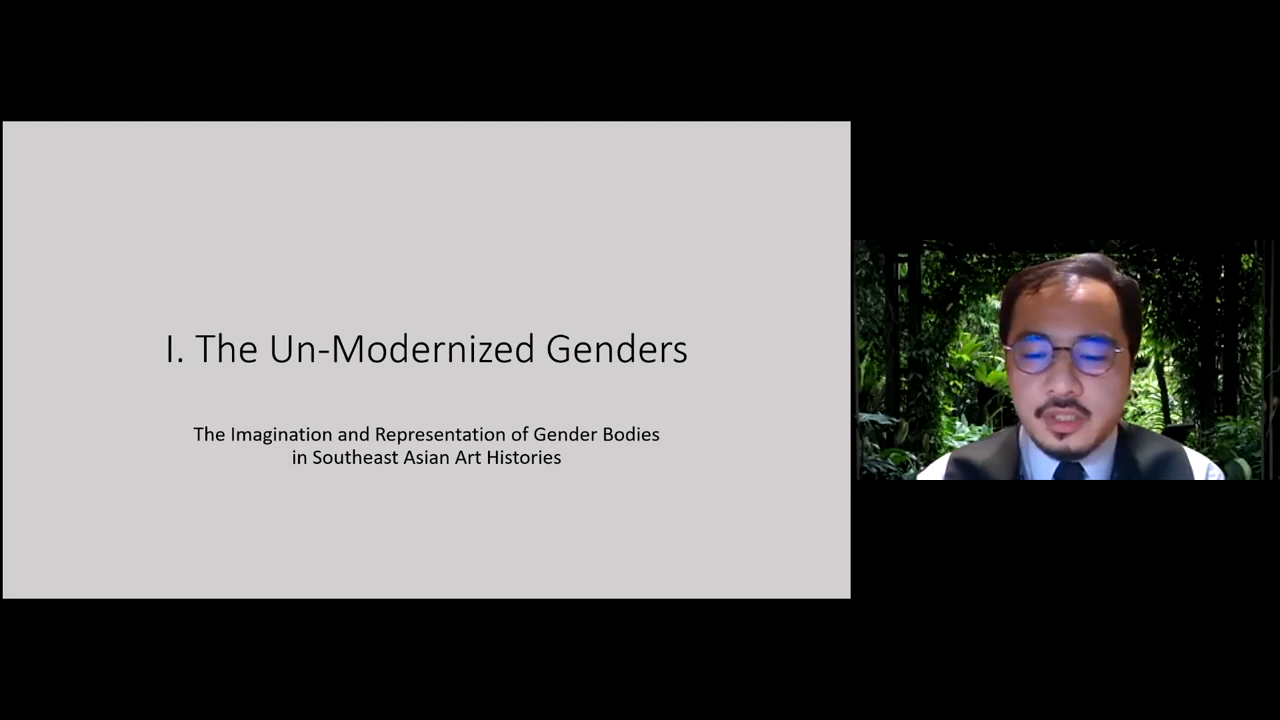 I. The Un-Modernized Genders
The Imagination and Representation of Gender Bodies
in Southeast Asian Art Histories